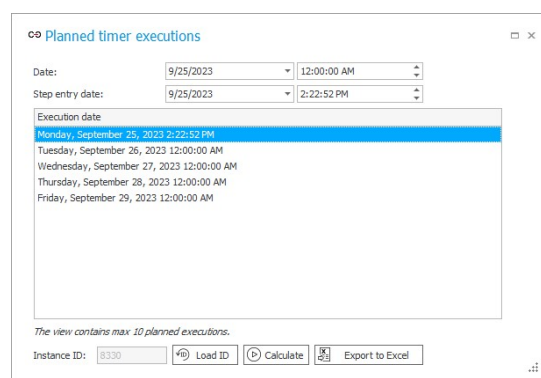 Planned timer executions
Date: 9/25/2023 12:00:00 AM
Step entry date: 9/25/2023 2:22:52 PM
Execution date
Monday, September 25, 2023 2:22:52 PM
Tuesday, September 26, 2023 12:00:00 AM
Wednesday, September 27, 2023 12:00:00 AM
Thursday, September 28, 2023 12:00:00 AM
Friday, September 29, 2023 12:00:00 AM
The view contains max 10 planned executions.
Instance ID: 8330 Load ID Calculate Export to Excel